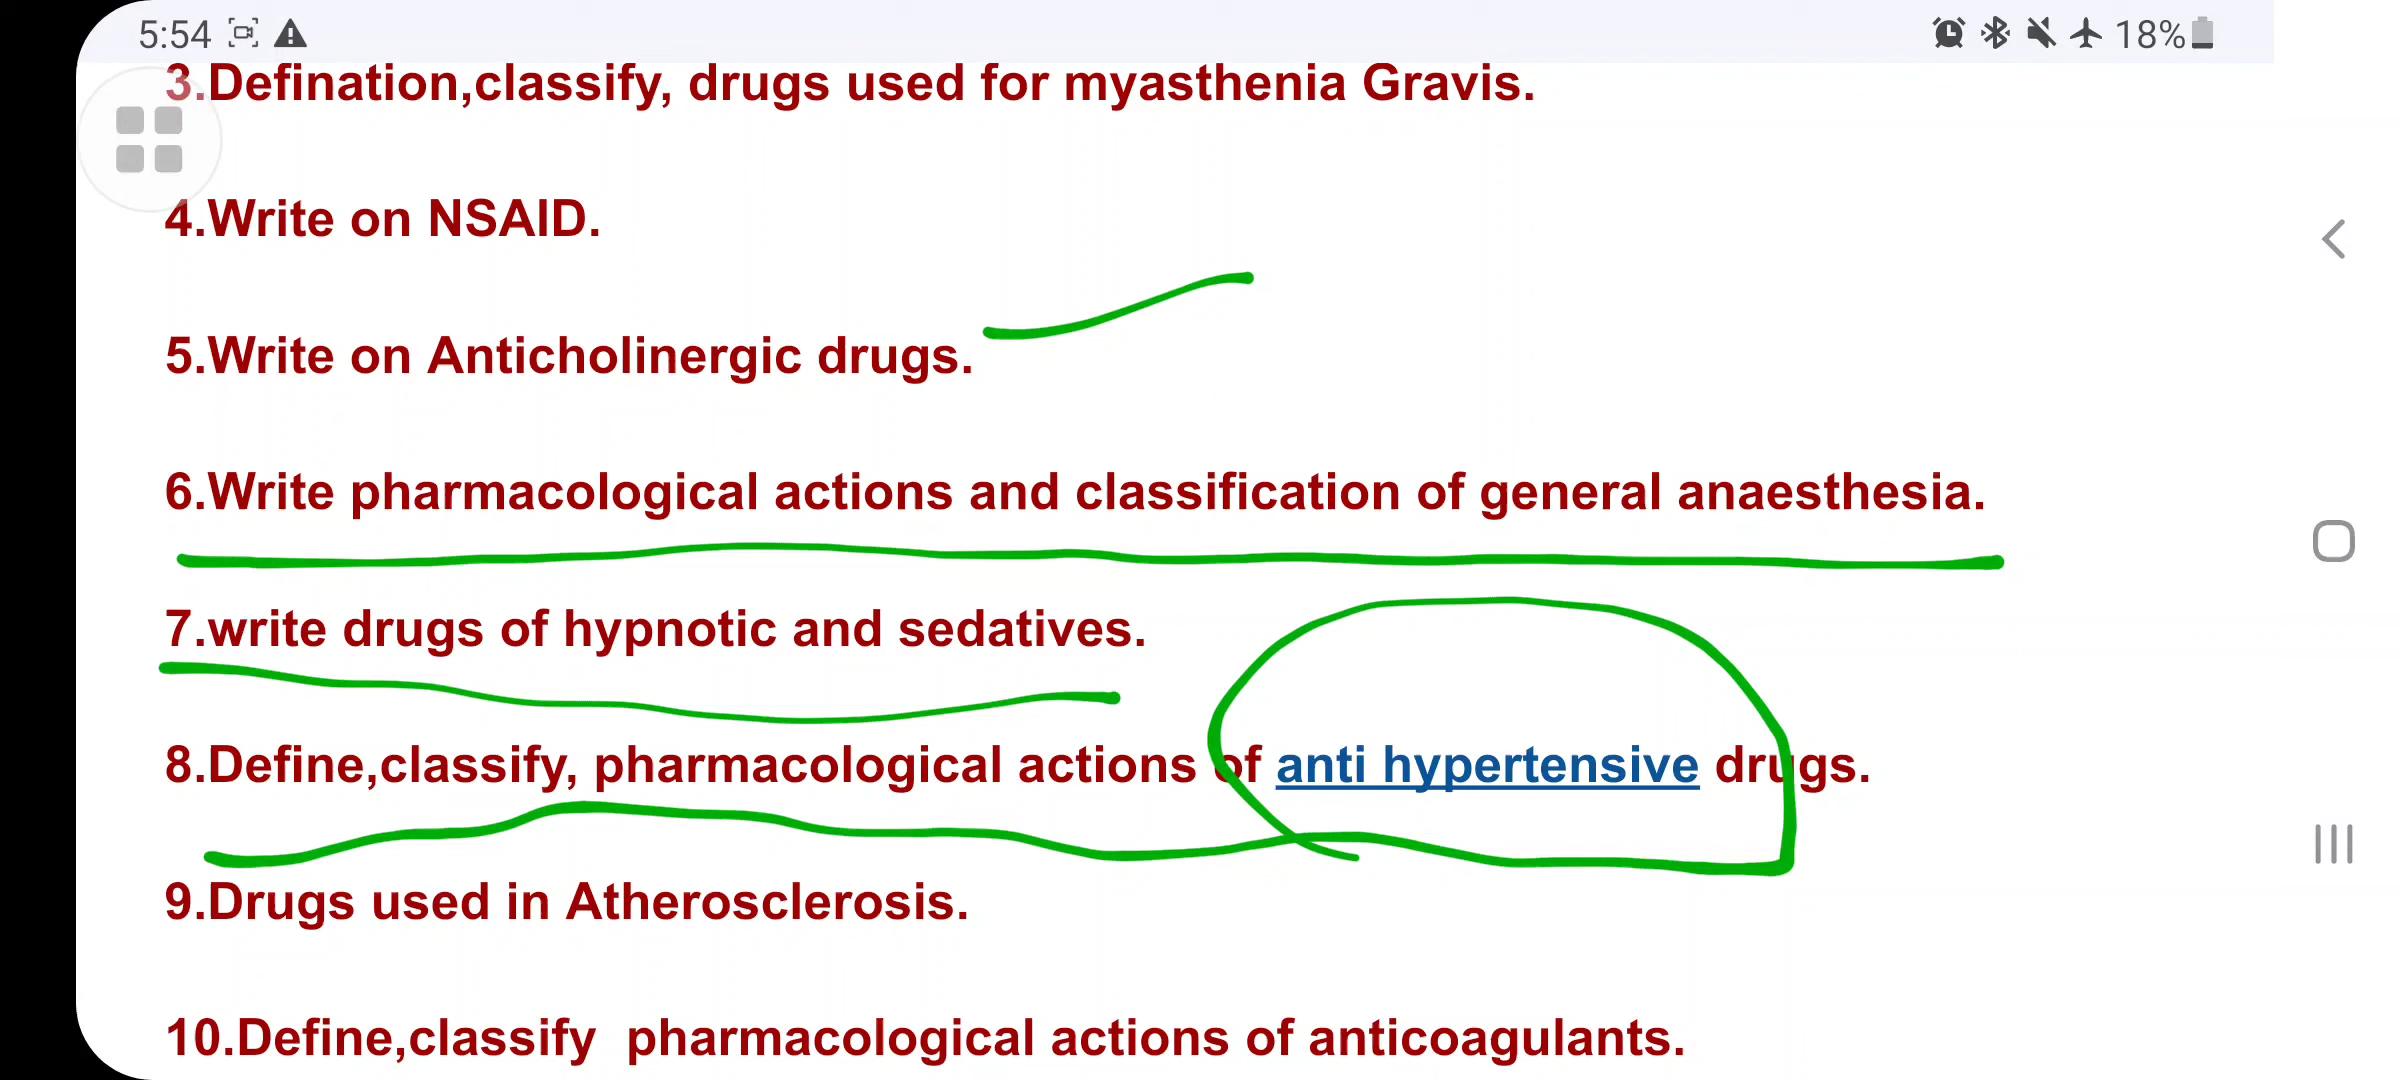 5:54 18%
3.Defination,classify, drugs used for myasthenia Gravis.
4.Write on NSAID.
5.Write on Anticholinergic drugs.
6.Write pharmacological actions and classification of general anaesthesia.
7.write drugs of hypnotic and sedatives.
8.Define,classify, pharmacological actions of anti hypertensive drugs.
9.Drugs used in Atherosclerosis.
10.Define,classify  pharmacological actions of anticoagulants.